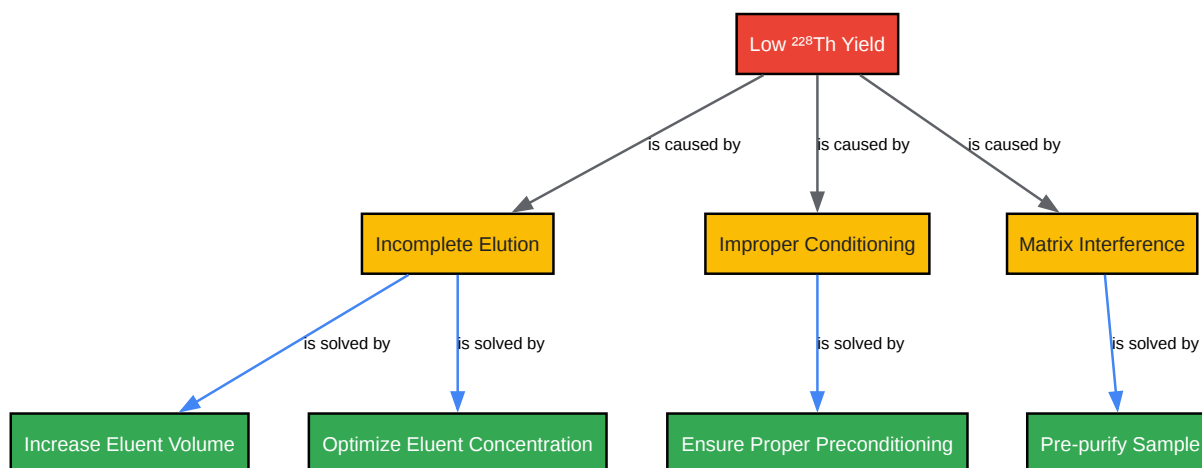 Low ²²⁸Th Yield
is caused by
is caused by
is caused by
Incomplete Elution
Improper Conditioning
Matrix Interference
is solved by
is solved by
is solved by
is solved by
Increase Eluent Volume
Optimize Eluent Concentration
Ensure Proper Preconditioning
Pre-purify Sample